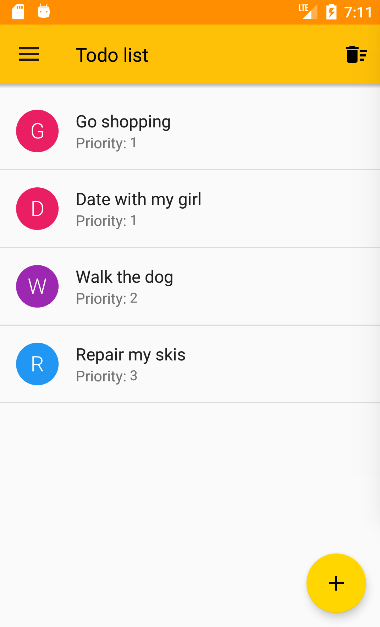 LTE
7:11
Todo list
G
Go shopping
Priority: 1
D
Date with my girl
Priority: 1
W
Walk the dog
Priority: 2
R
Repair my skis
Priority: 3